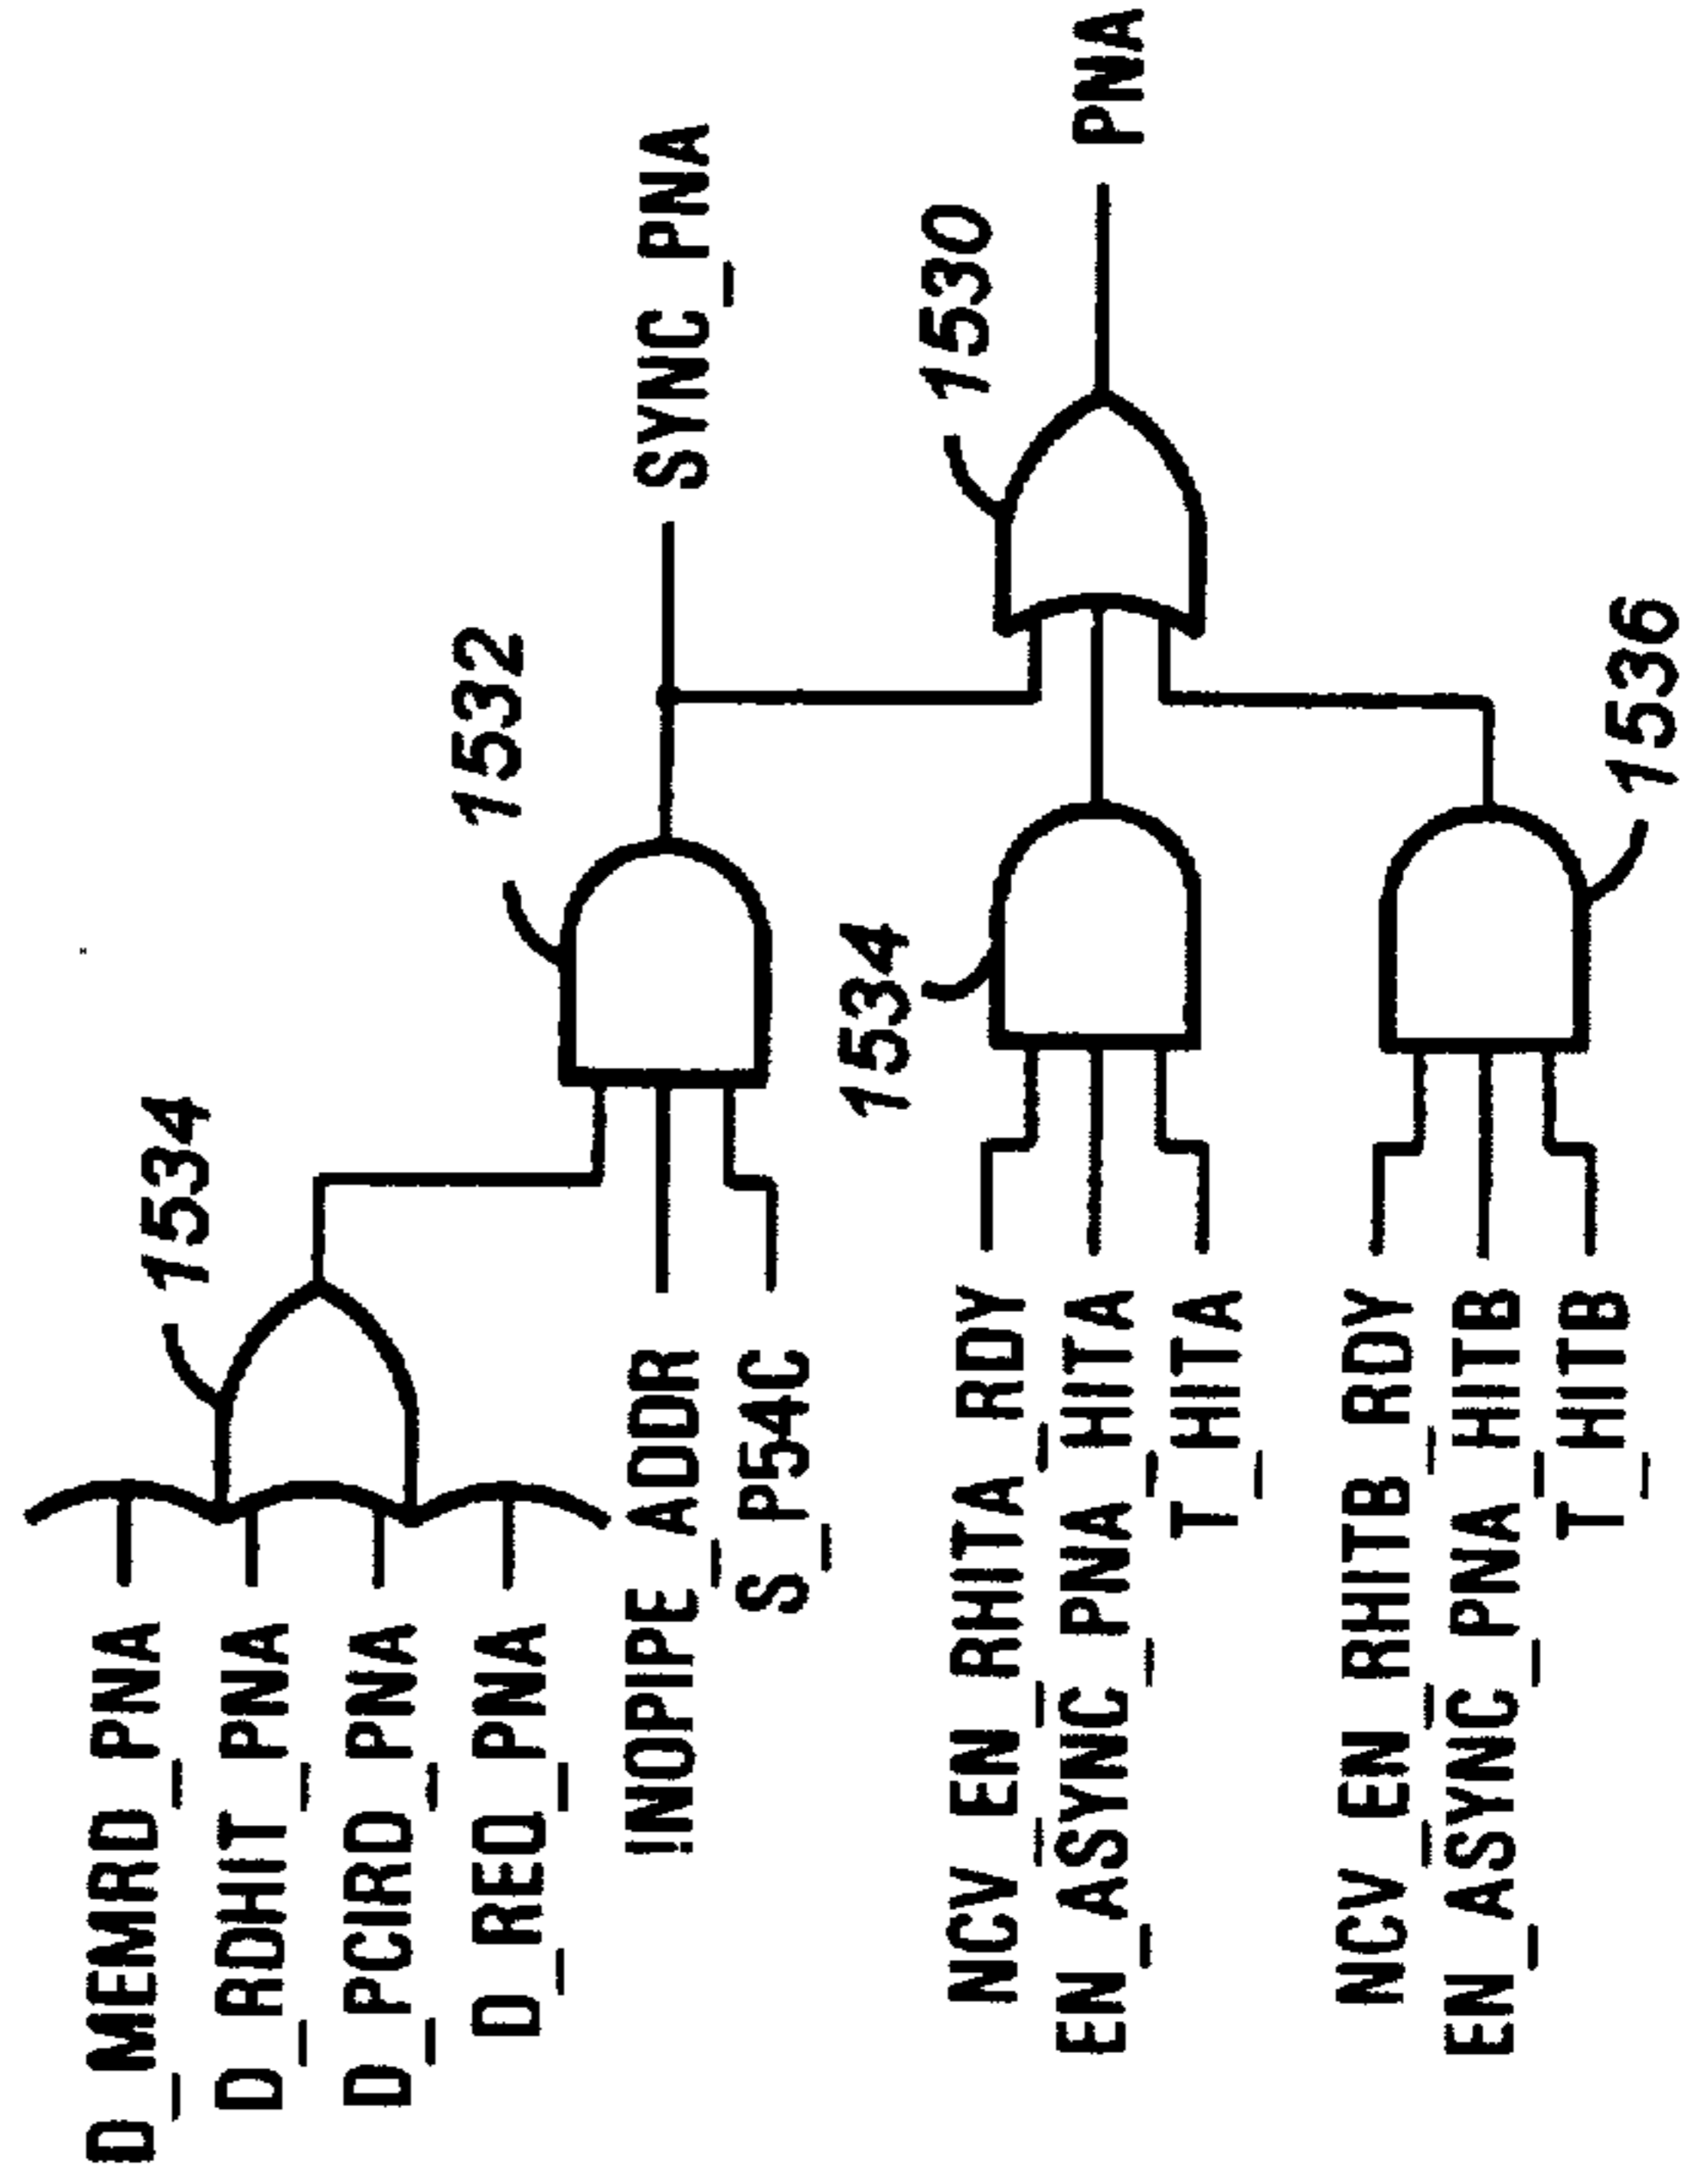 D_MEMRD_PNA
D_RDHIT_PNA
D_PCIRD_PNA
D_REQ_PNA
1534
!NOPIPE_ADDR
S_P54C
1532
SYNC_PNA
NCV_EN_RHITA_RDY
EN_ASYNC_PNA_HITA
T_HITA
1534
1530
PNA
NCV_EN_RHITB_RDY
EN_ASYNC_PNA_HITB
T_HITB
1536